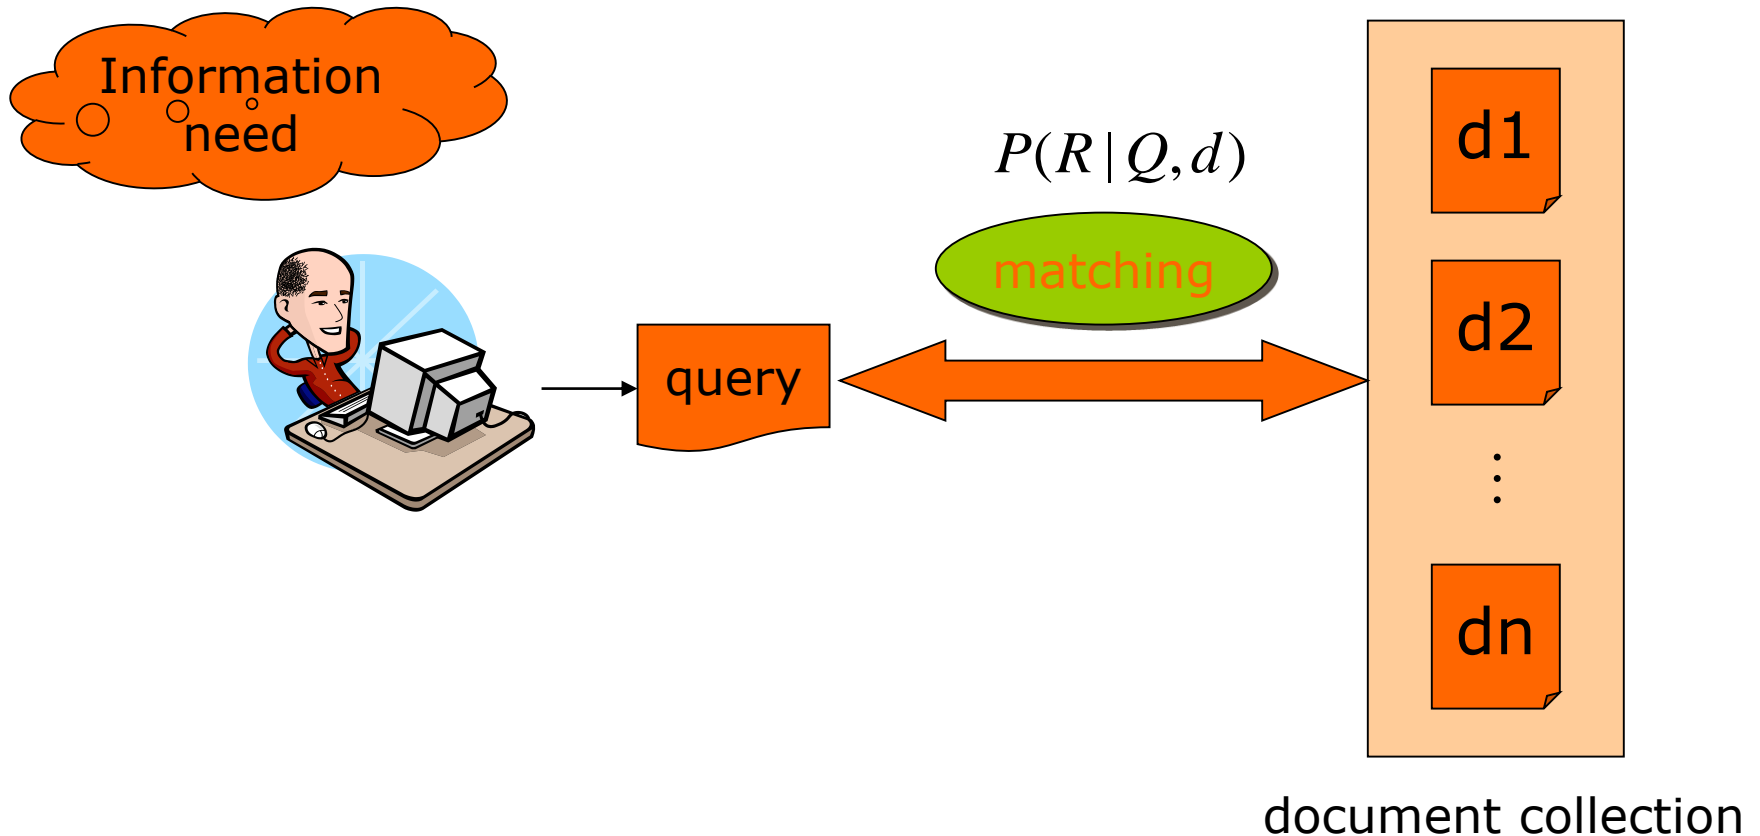 Information
need
P(R | Q, d)
matching
query
d1
d2
⋮
dn
document collection